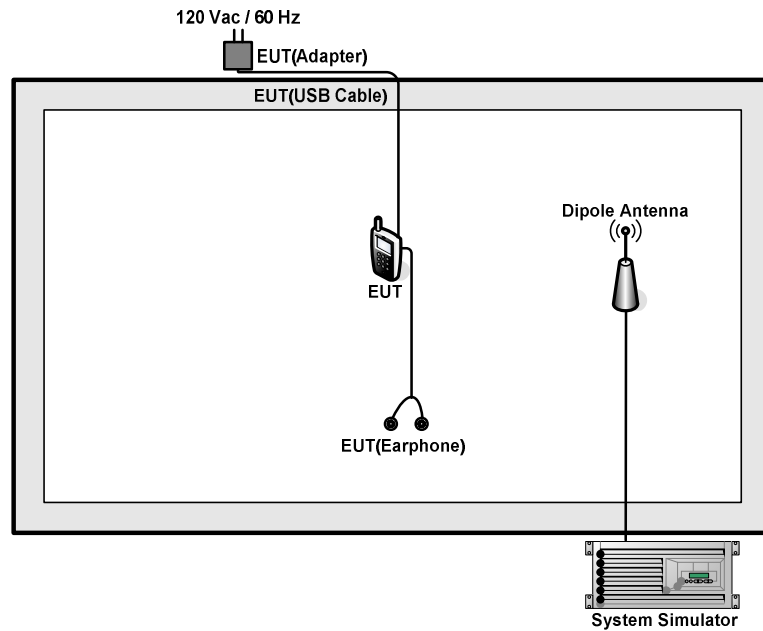 120 Vac / 60 Hz
EUT(Adapter)
EUT(USB Cable)
Dipole Antenna
EUT
EUT(Earphone)
System Simulator